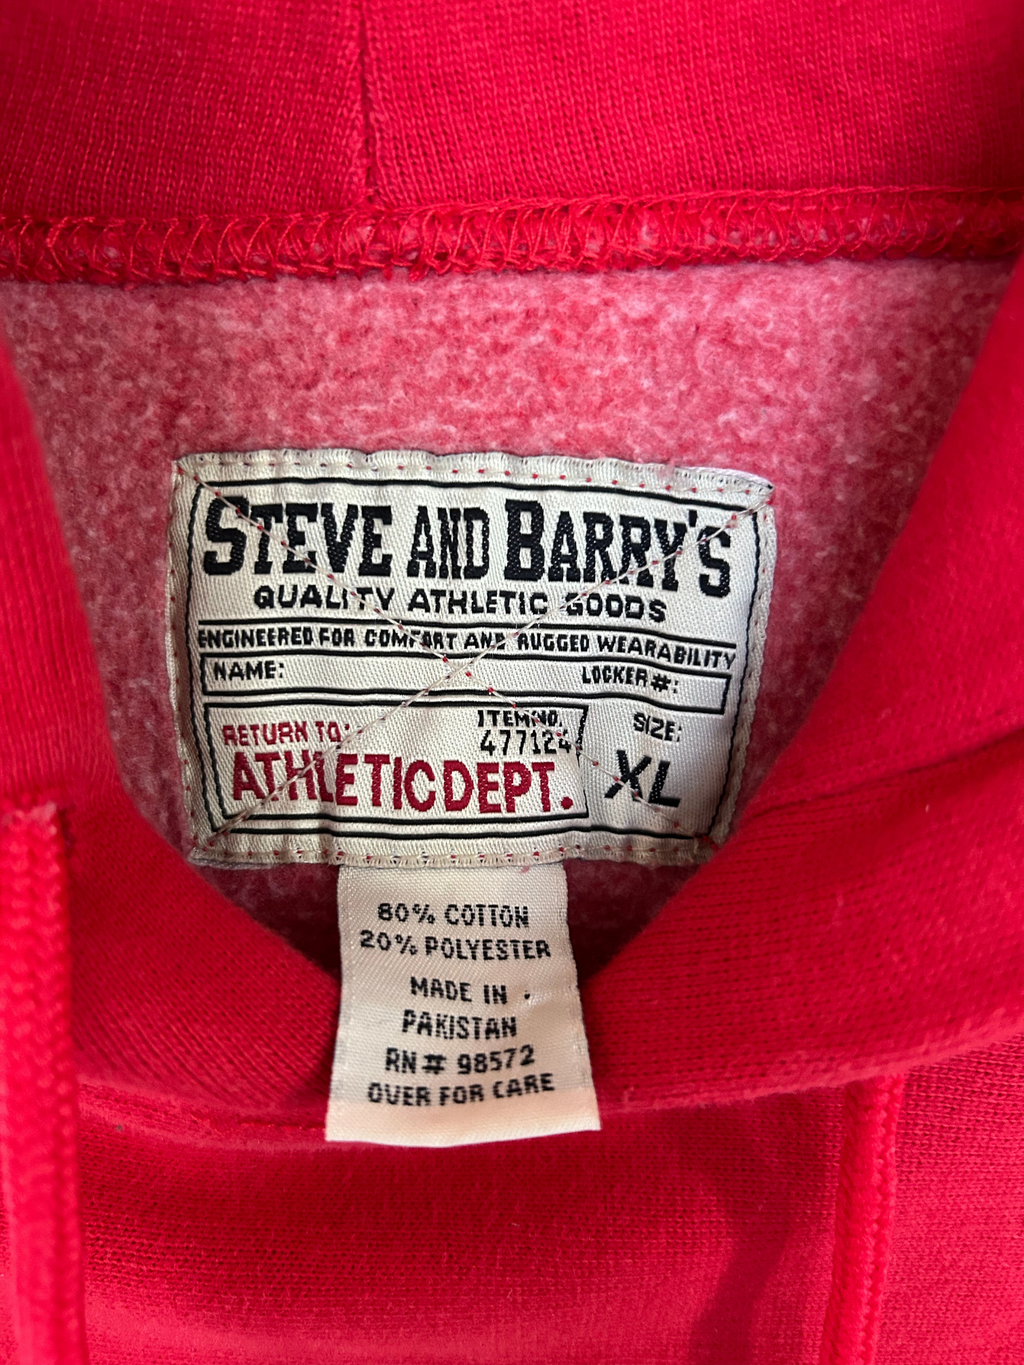 STEVE AND BARRY'S
QUALITY ATHLETIC GOODS
ENGINEERED FOR COMFORT AND RUGGED WEARABILITY
NAME: LOCKER #:
RETURN TO: ITEM NO. 477124
ATHLETIC DEPT.
SIZE:
XL
80% COTTON
20% POLYESTER
MADE IN
PAKISTAN
RN # 98572
OVER FOR CARE